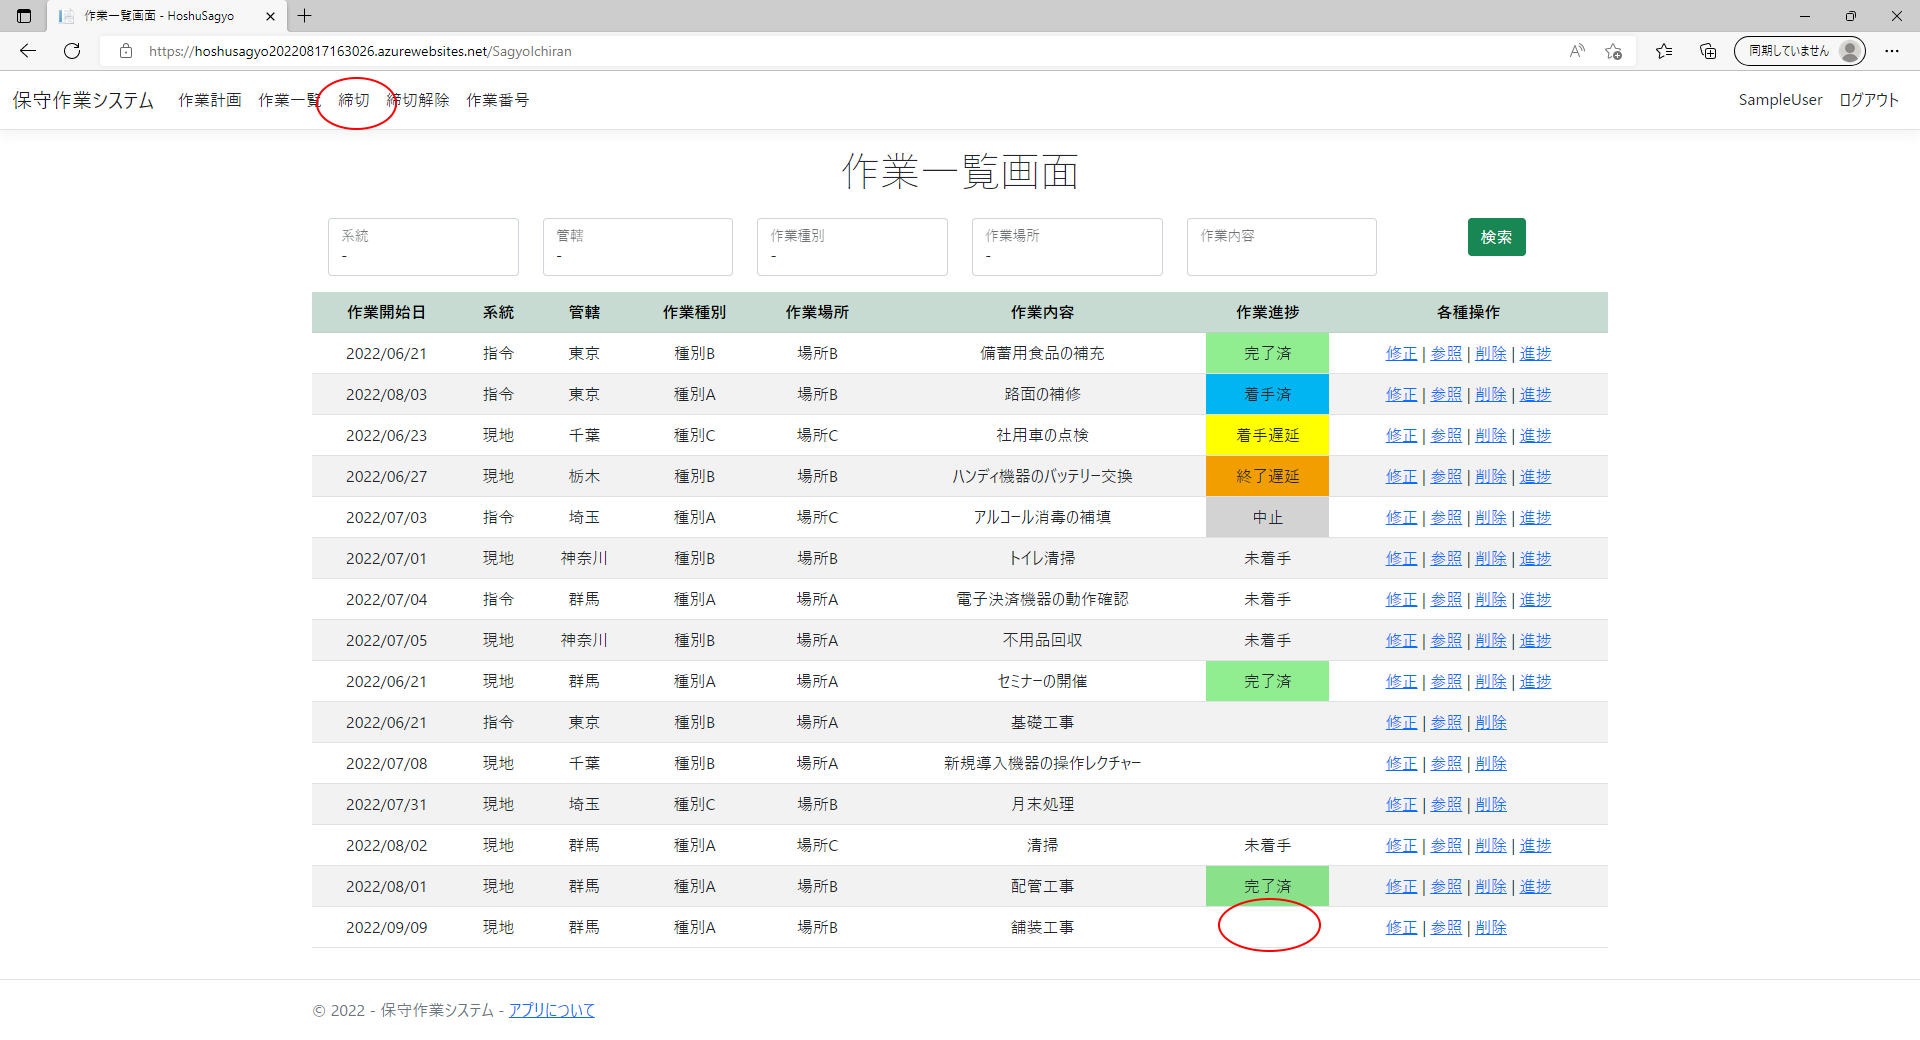 作業一覧画面 - HoshuSagyo
https://hoshusagyo20220817163026.azurewebsites.net/SagyoIchiran
同期していません
保守作業システム 作業計画 作業一覧 締切 締切解除 作業番号 SampleUser ログアウト
作業一覧画面
系統 管轄 作業種別 作業場所 作業内容 検索
- - - -
作業開始日 系統 管轄 作業種別 作業場所 作業内容 作業進捗 各種操作
2022/06/21 指令 東京 種別B 場所B 備蓄用食品の補充 完了済 修正 | 参照 | 削除 | 進捗
2022/08/03 指令 東京 種別A 場所B 路面の補修 着手済 修正 | 参照 | 削除 | 進捗
2022/06/23 現地 千葉 種別C 場所C 社用車の点検 着手遅延 修正 | 参照 | 削除 | 進捗
2022/06/27 現地 栃木 種別B 場所B ハンディ機器のバッテリー交換 終了遅延 修正 | 参照 | 削除 | 進捗
2022/07/03 指令 埼玉 種別A 場所C アルコール消毒の補填 中止 修正 | 参照 | 削除 | 進捗
2022/07/01 現地 神奈川 種別B 場所B トイレ清掃 未着手 修正 | 参照 | 削除 | 進捗
2022/07/04 指令 群馬 種別A 場所A 電子決済機器の動作確認 未着手 修正 | 参照 | 削除 | 進捗
2022/07/05 現地 神奈川 種別B 場所A 不用品回収 未着手 修正 | 参照 | 削除 | 進捗
2022/06/21 現地 群馬 種別A 場所A セミナーの開催 完了済 修正 | 参照 | 削除 | 進捗
2022/06/21 指令 東京 種別B 場所A 基礎工事 修正 | 参照 | 削除
2022/07/08 現地 千葉 種別B 場所A 新規導入機器の操作レクチャー 修正 | 参照 | 削除
2022/07/31 現地 埼玉 種別C 場所B 月末処理 修正 | 参照 | 削除
2022/08/02 現地 群馬 種別A 場所C 清掃 未着手 修正 | 参照 | 削除 | 進捗
2022/08/01 現地 群馬 種別A 場所B 配管工事 完了済 修正 | 参照 | 削除 | 進捗
2022/09/09 現地 群馬 種別A 場所B 舗装工事 修正 | 参照 | 削除
© 2022 - 保守作業システム - アプリについて